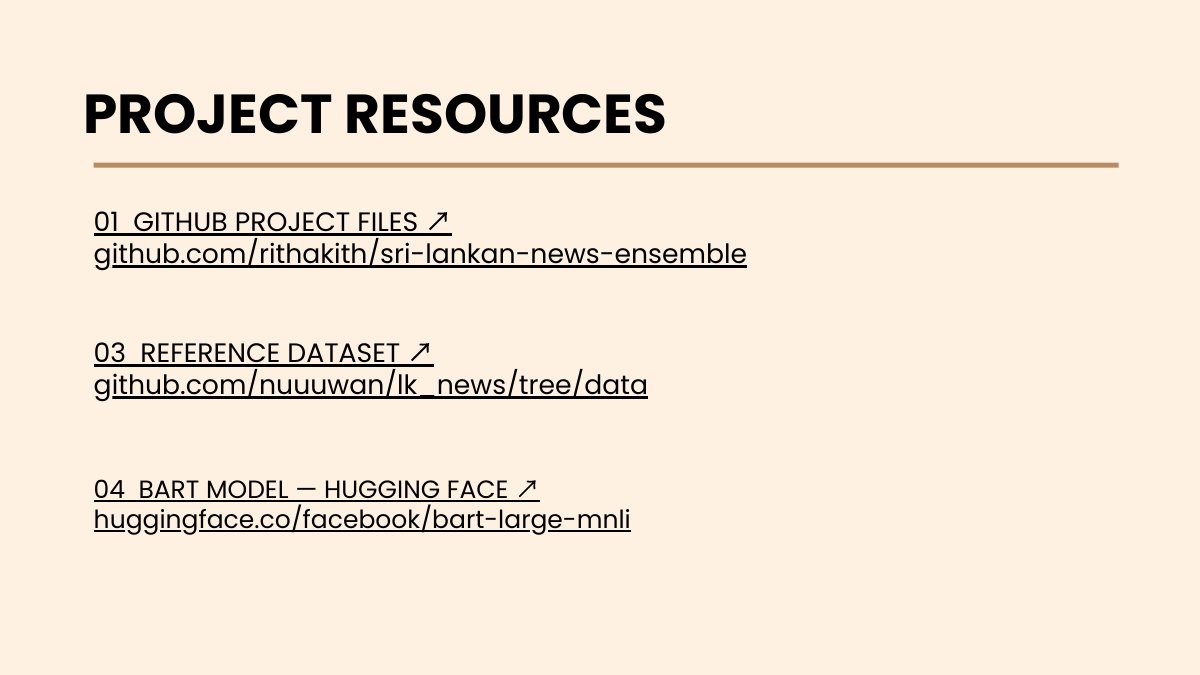 PROJECT RESOURCES
01  GITHUB PROJECT FILES ↗
github.com/rithakith/sri-lankan-news-ensemble
03  REFERENCE DATASET ↗
github.com/nuuuwan/lk_news/tree/data
04  BART MODEL — HUGGING FACE ↗
huggingface.co/facebook/bart-large-mnli